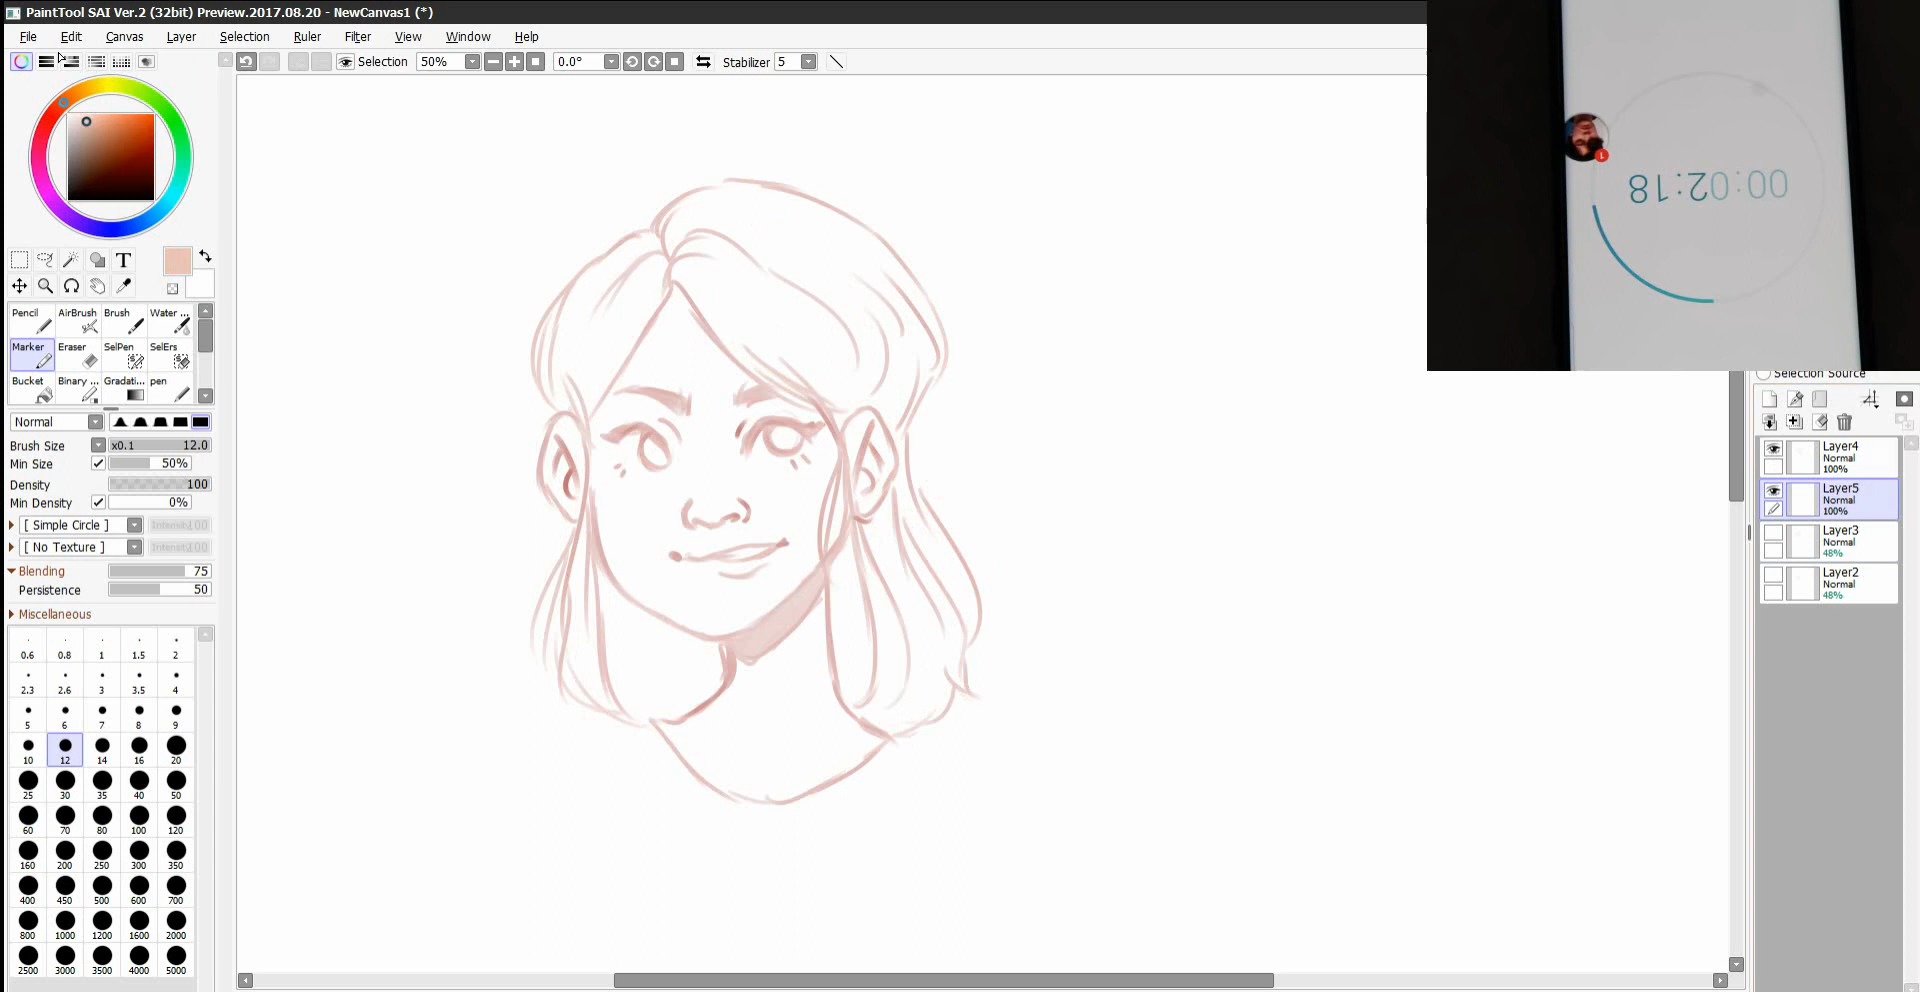 PaintTool SAI Ver.2 (32bit) Preview.2017.08.20 - NewCanvas1 (*)
File Edit Canvas Layer Selection Ruler Filter View Window Help
Selection 50% 0.0° Stabilizer 5
00:02:18
1
T
Pencil AirBrush Brush Water ...
Marker Eraser SelPen SelErs
Bucket Binary ... Gradati... pen
Normal
Brush Size x0.1 12.0
Min Size 50%
Density 100
Min Density 0%
[ Simple Circle ] Intensity 100
[ No Texture ] Intensity 100
Blending 75
Persistence 50
Miscellaneous
0.6 0.8 1 1.5 2
2.3 2.6 3 3.5 4
5 6 7 8 9
10 12 14 16 20
25 30 35 40 50
60 70 80 100 120
160 200 250 300 350
400 450 500 600 700
800 1000 1200 1600 2000
2500 3000 3500 4000 5000
Selection Source
Layer4
Normal
100%
Layer5
Normal
100%
Layer3
Normal
48%
Layer2
Normal
48%